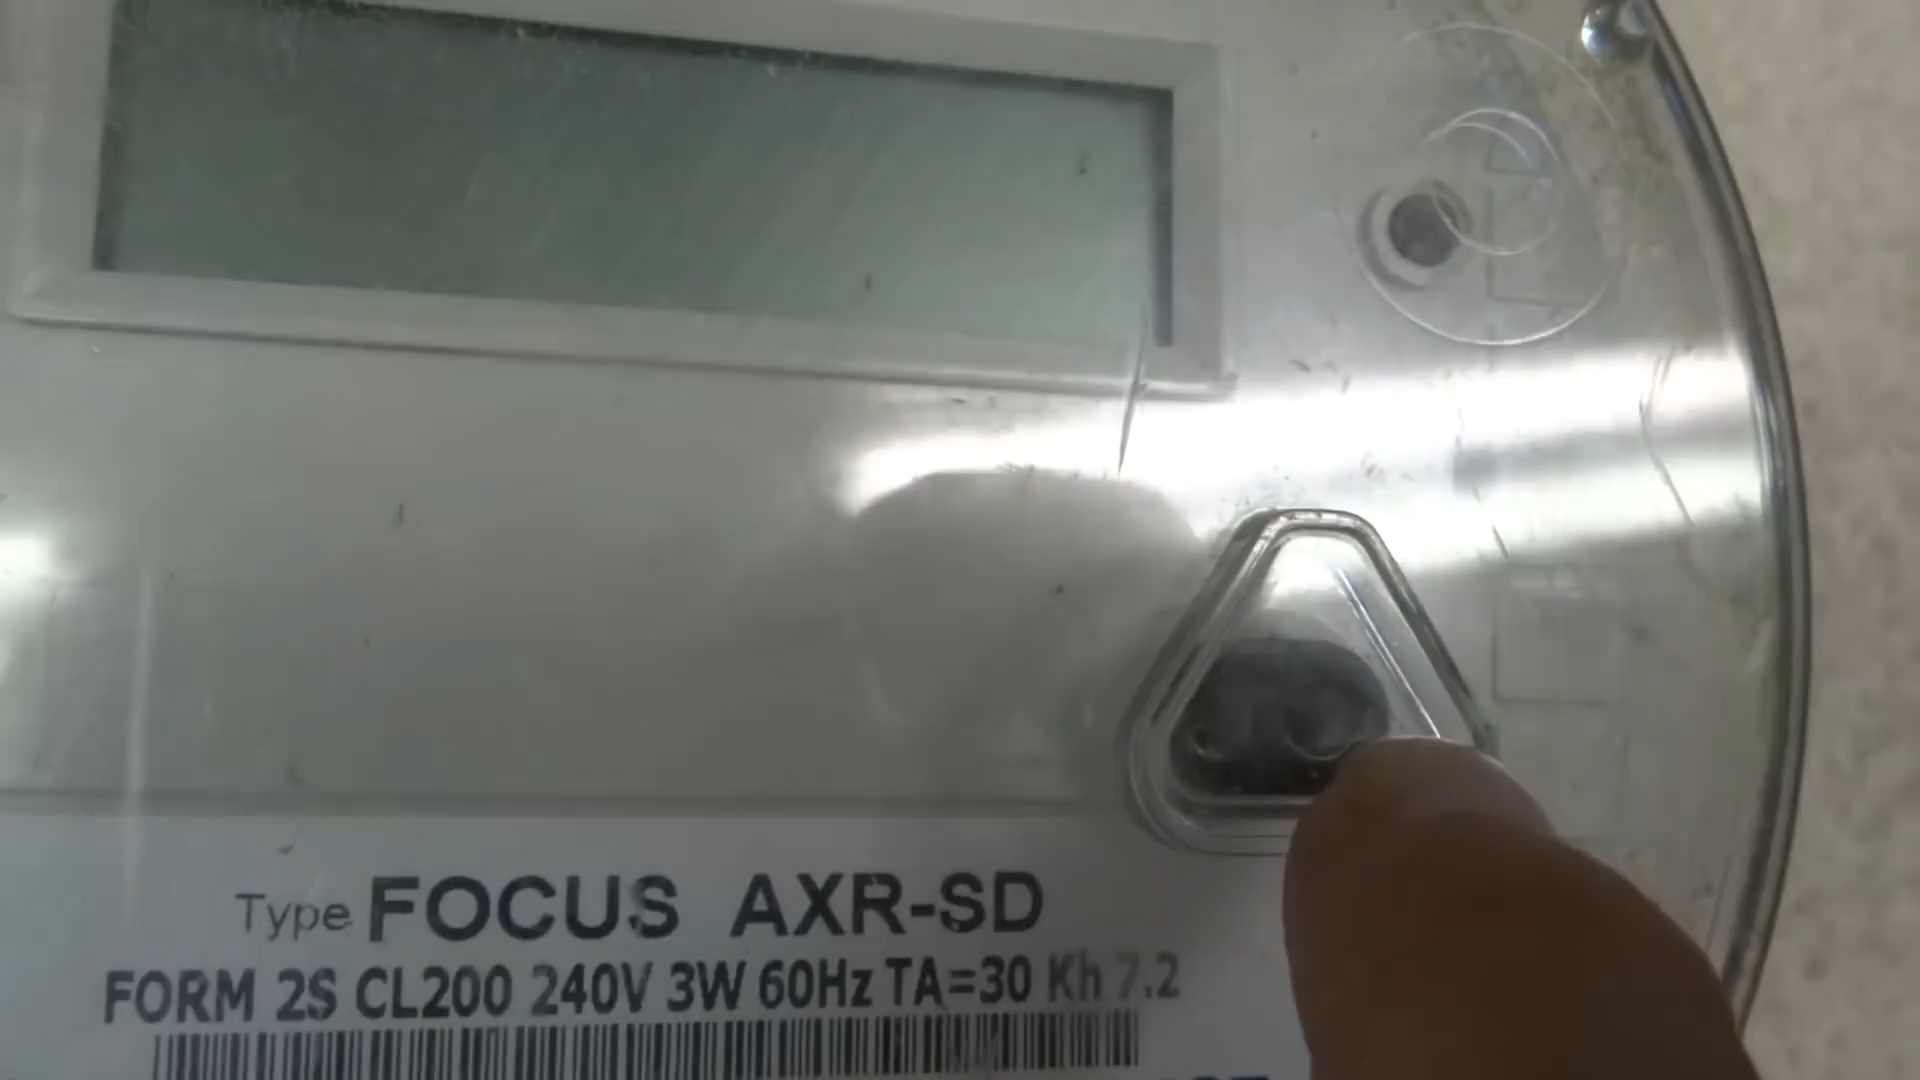 Type FOCUS AXR-SD
FORM 2S CL200 240V 3W 60Hz TA=30 Kh 7.2